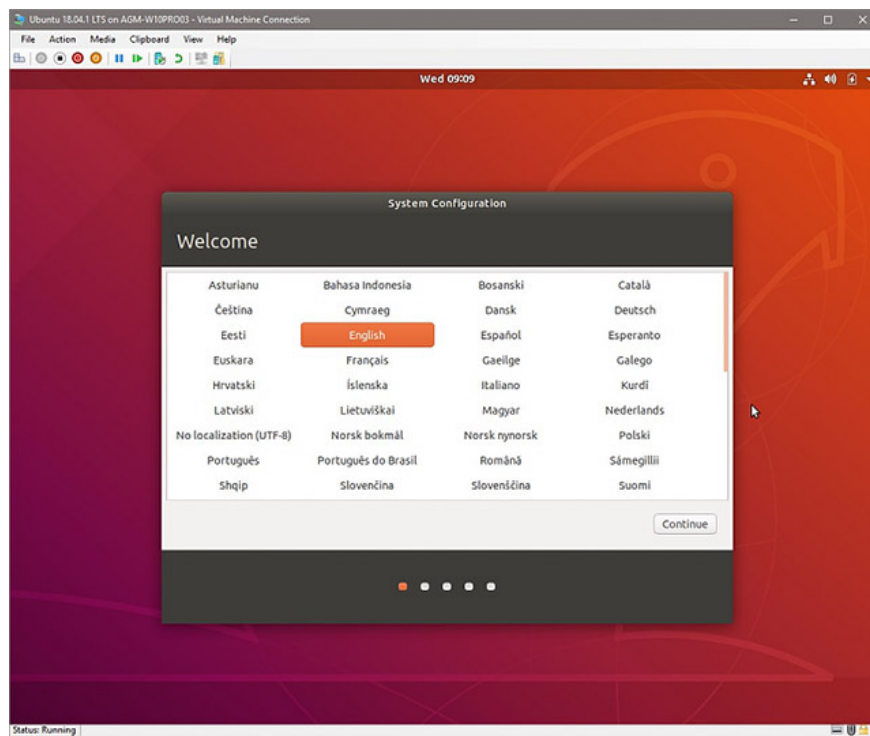 Ubuntu 18.04.1 LTS on AGM-W10PRO03 - Virtual Machine Connection
File Action Media Clipboard View Help
Wed 09:09
System Configuration
Welcome
Asturianu Bahasa Indonesia Bosanski Català
Čeština Cymraeg Dansk Deutsch
Eesti English Español Esperanto
Euskara Français Gaeilge Galego
Hrvatski Íslenska Italiano Kurdî
Latviski Lietuviškai Magyar Nederlands
No localization (UTF-8) Norsk bokmål Norsk nynorsk Polski
Português Português do Brasil Română Sámegillii
Shqip Slovenčina Slovenščina Suomi
Continue
Status: Running